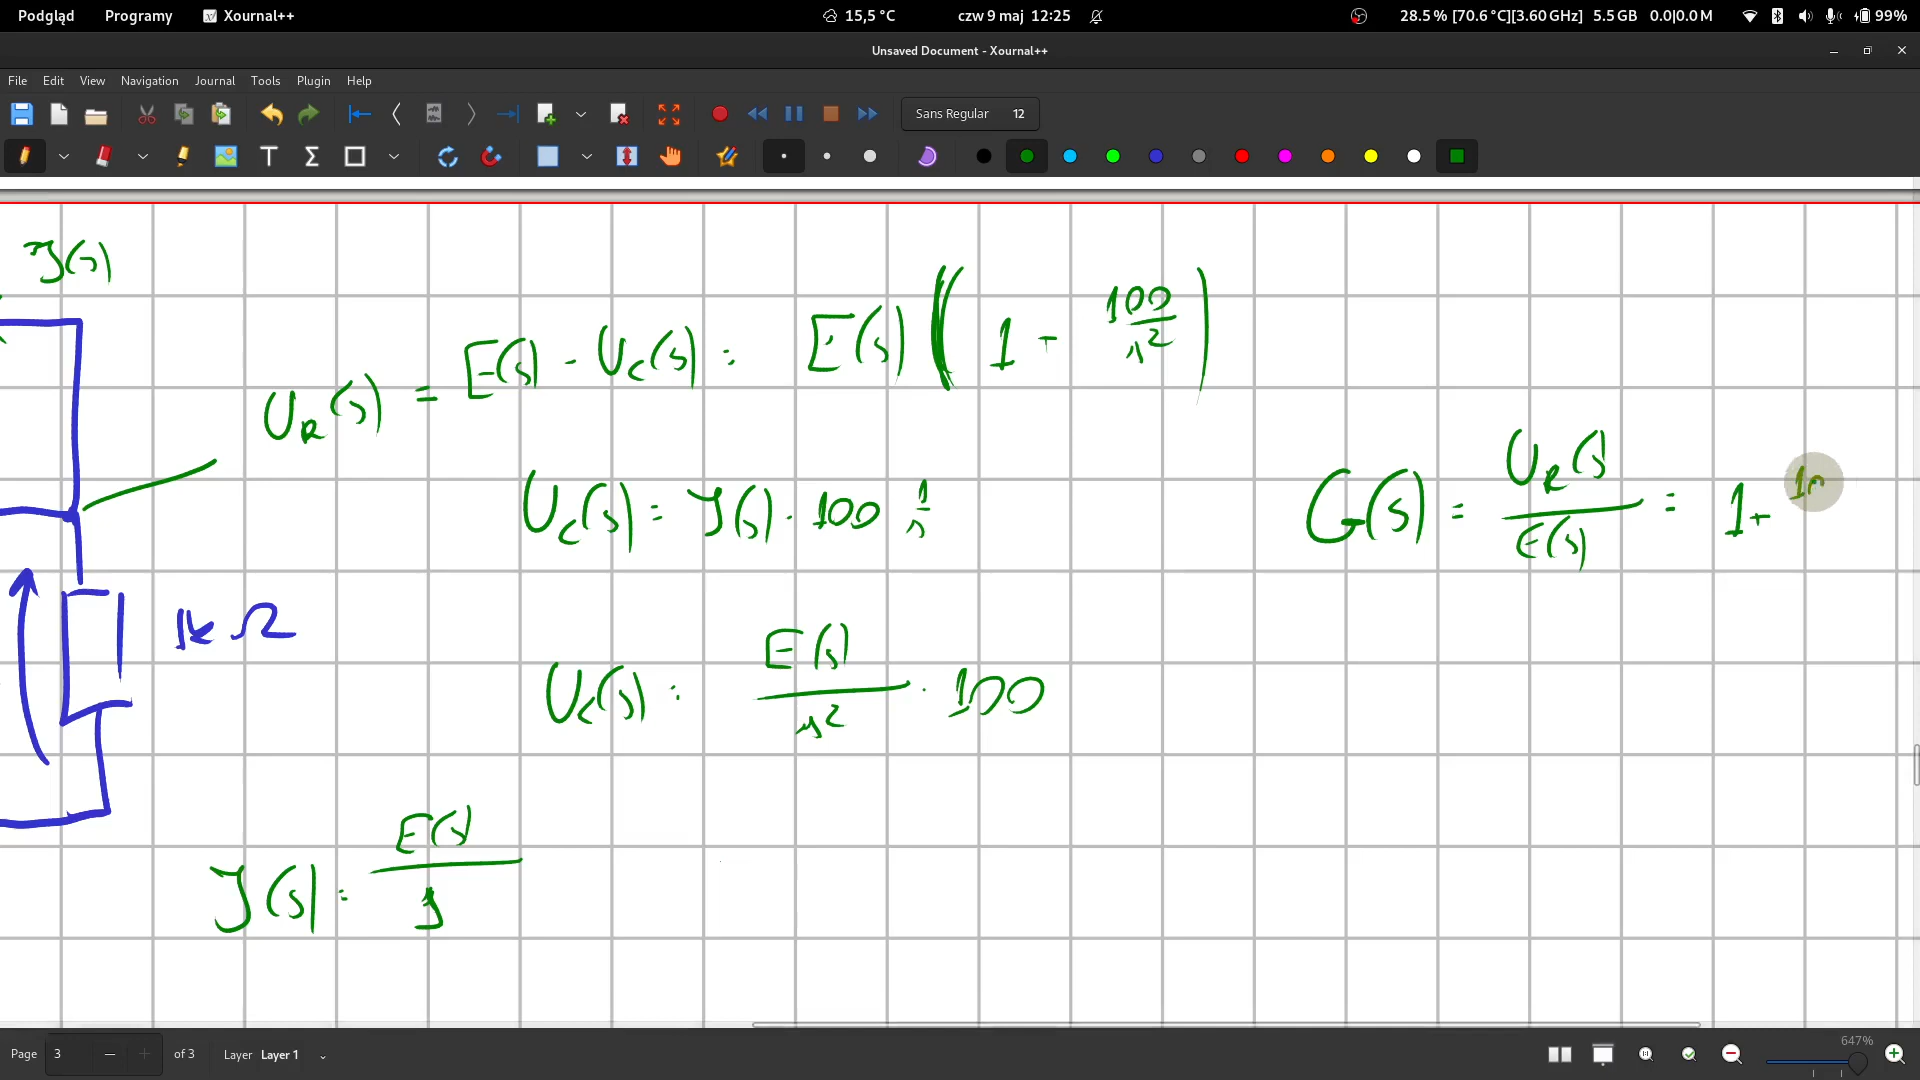 Podgląd Programy Xournal++ 15,5 °C czw 9 maj 12:25 28.5 % [70.6 °C][3.60 GHz] 5.5 GB 0.0|0.0 M 99%
Unsaved Document - Xournal++
File Edit View Navigation Journal Tools Plugin Help
Sans Regular 12
J(s)
U_R(s) = E(s) - U_C(s) = E(s) (1 + 100/s²)
U_C(s) = J(s) · 100 1/s
G(s) = U_R(s)/E(s) = 1+
1k Ω
U_C(s) = E(s)/s² · 100
J(s) = E(s)/s
647%
Page 3 of 3 Layer Layer 1